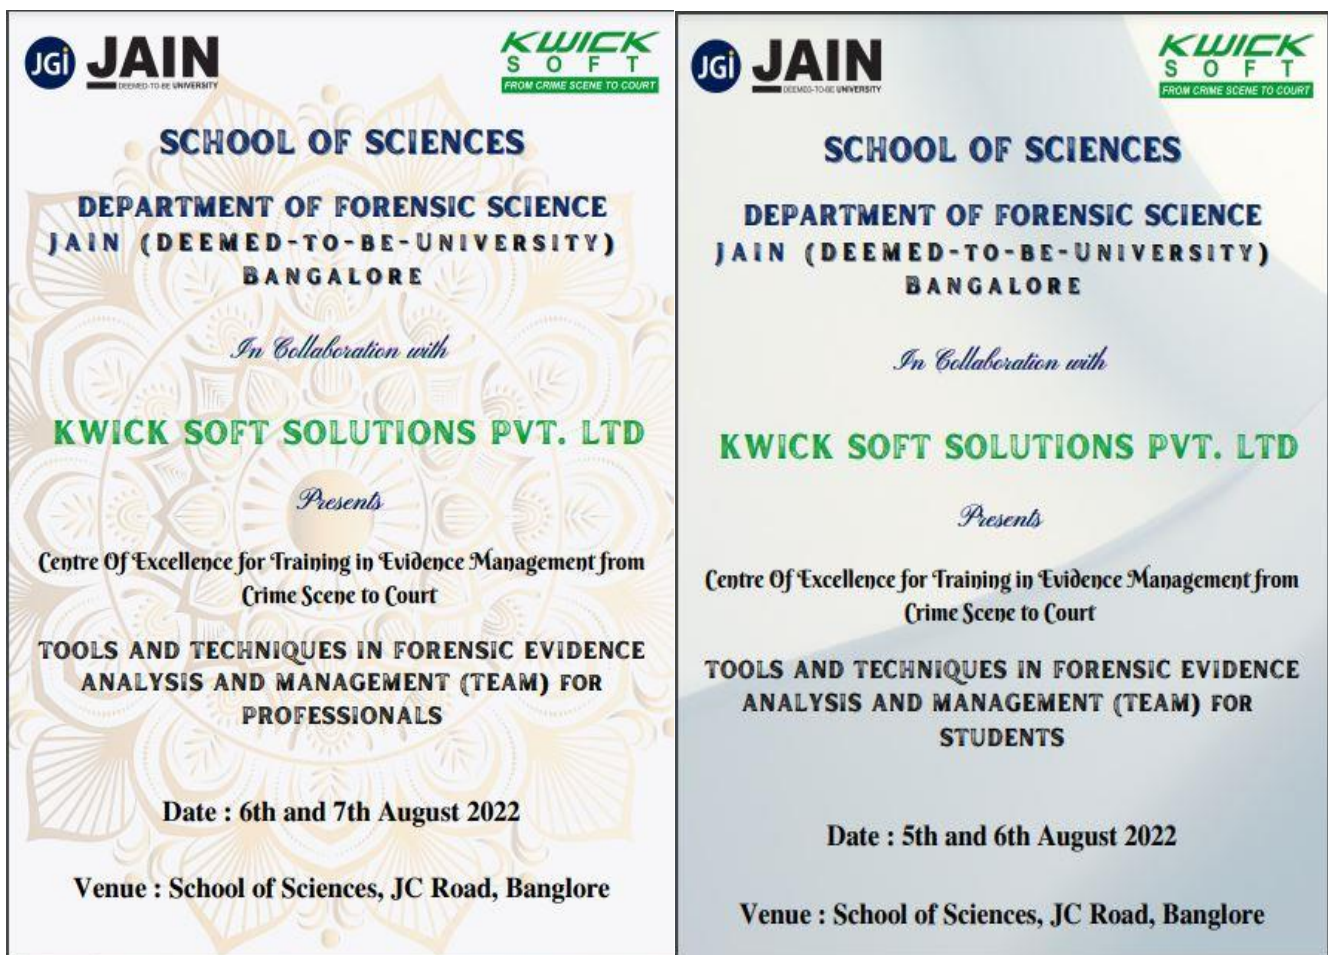 JGi JAIN
DEEMED-TO-BE UNIVERSITY
KWICK
SOFT
FROM CRIME SCENE TO COURT
SCHOOL OF SCIENCES
DEPARTMENT OF FORENSIC SCIENCE
JAIN (DEEMED-TO-BE-UNIVERSITY)
BANGALORE
In Collaboration with
KWICK SOFT SOLUTIONS PVT. LTD
Presents
Centre Of Excellence for Training in Evidence Management from
Crime Scene to Court
TOOLS AND TECHNIQUES IN FORENSIC EVIDENCE
ANALYSIS AND MANAGEMENT (TEAM) FOR
PROFESSIONALS
Date : 6th and 7th August 2022
Venue : School of Sciences, JC Road, Banglore
JGi JAIN
DEEMED-TO-BE UNIVERSITY
KWICK
SOFT
FROM CRIME SCENE TO COURT
SCHOOL OF SCIENCES
DEPARTMENT OF FORENSIC SCIENCE
JAIN (DEEMED-TO-BE-UNIVERSITY)
BANGALORE
In Collaboration with
KWICK SOFT SOLUTIONS PVT. LTD
Presents
Centre Of Excellence for Training in Evidence Management from
Crime Scene to Court
TOOLS AND TECHNIQUES IN FORENSIC EVIDENCE
ANALYSIS AND MANAGEMENT (TEAM) FOR
STUDENTS
Date : 5th and 6th August 2022
Venue : School of Sciences, JC Road, Banglore